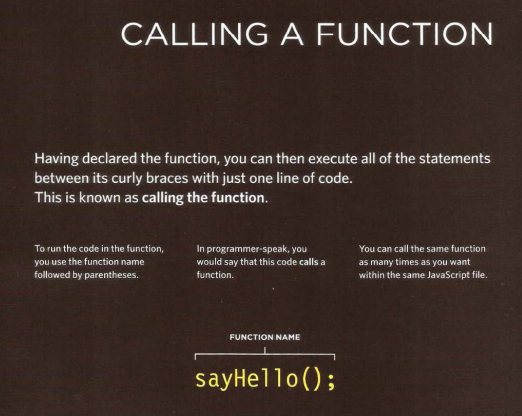 CALLING A FUNCTION
Having declared the function, you can then execute all of the statements
between its curly braces with just one line of code.
This is known as calling the function.
To run the code in the function,
you use the function name
followed by parentheses.
In programmer-speak, you
would say that this code calls a
function.
You can call the same function
as many times as you want
within the same JavaScript file.
FUNCTION NAME
sayHello();